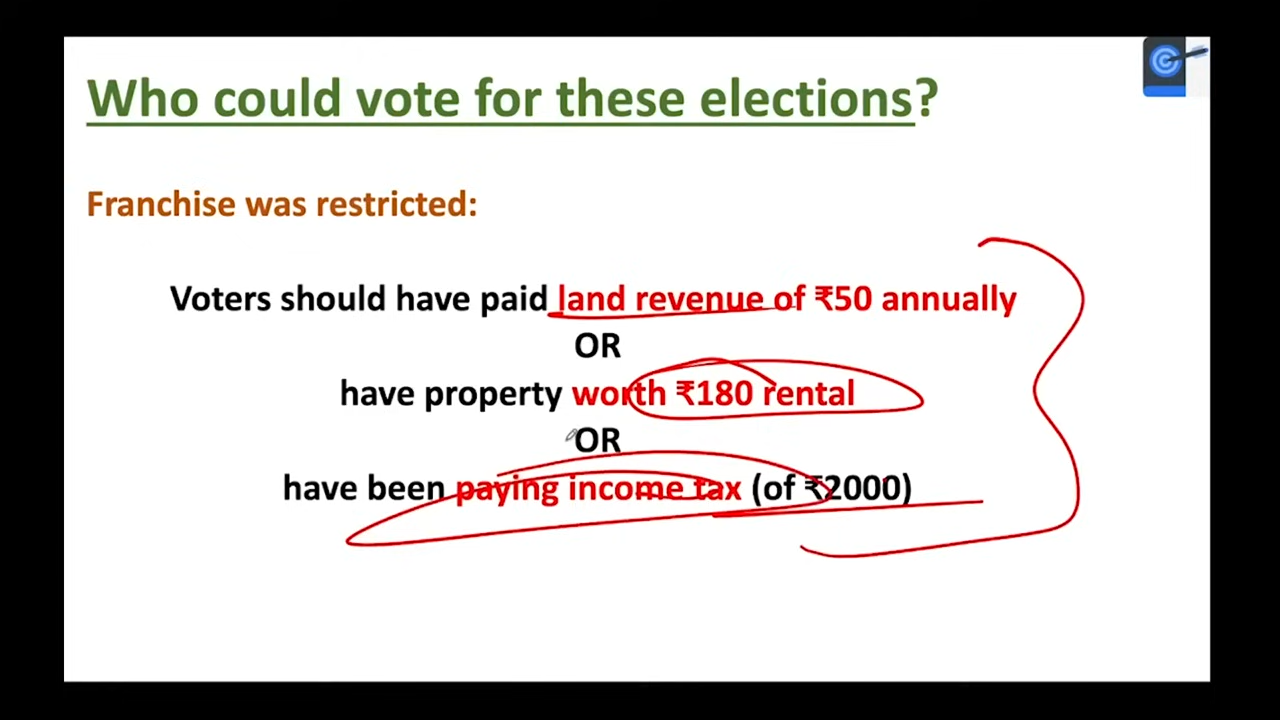 Who could vote for these elections?
Franchise was restricted:
Voters should have paid land revenue of ₹50 annually
OR
have property worth ₹180 rental
OR
have been paying income tax (of ₹2000)